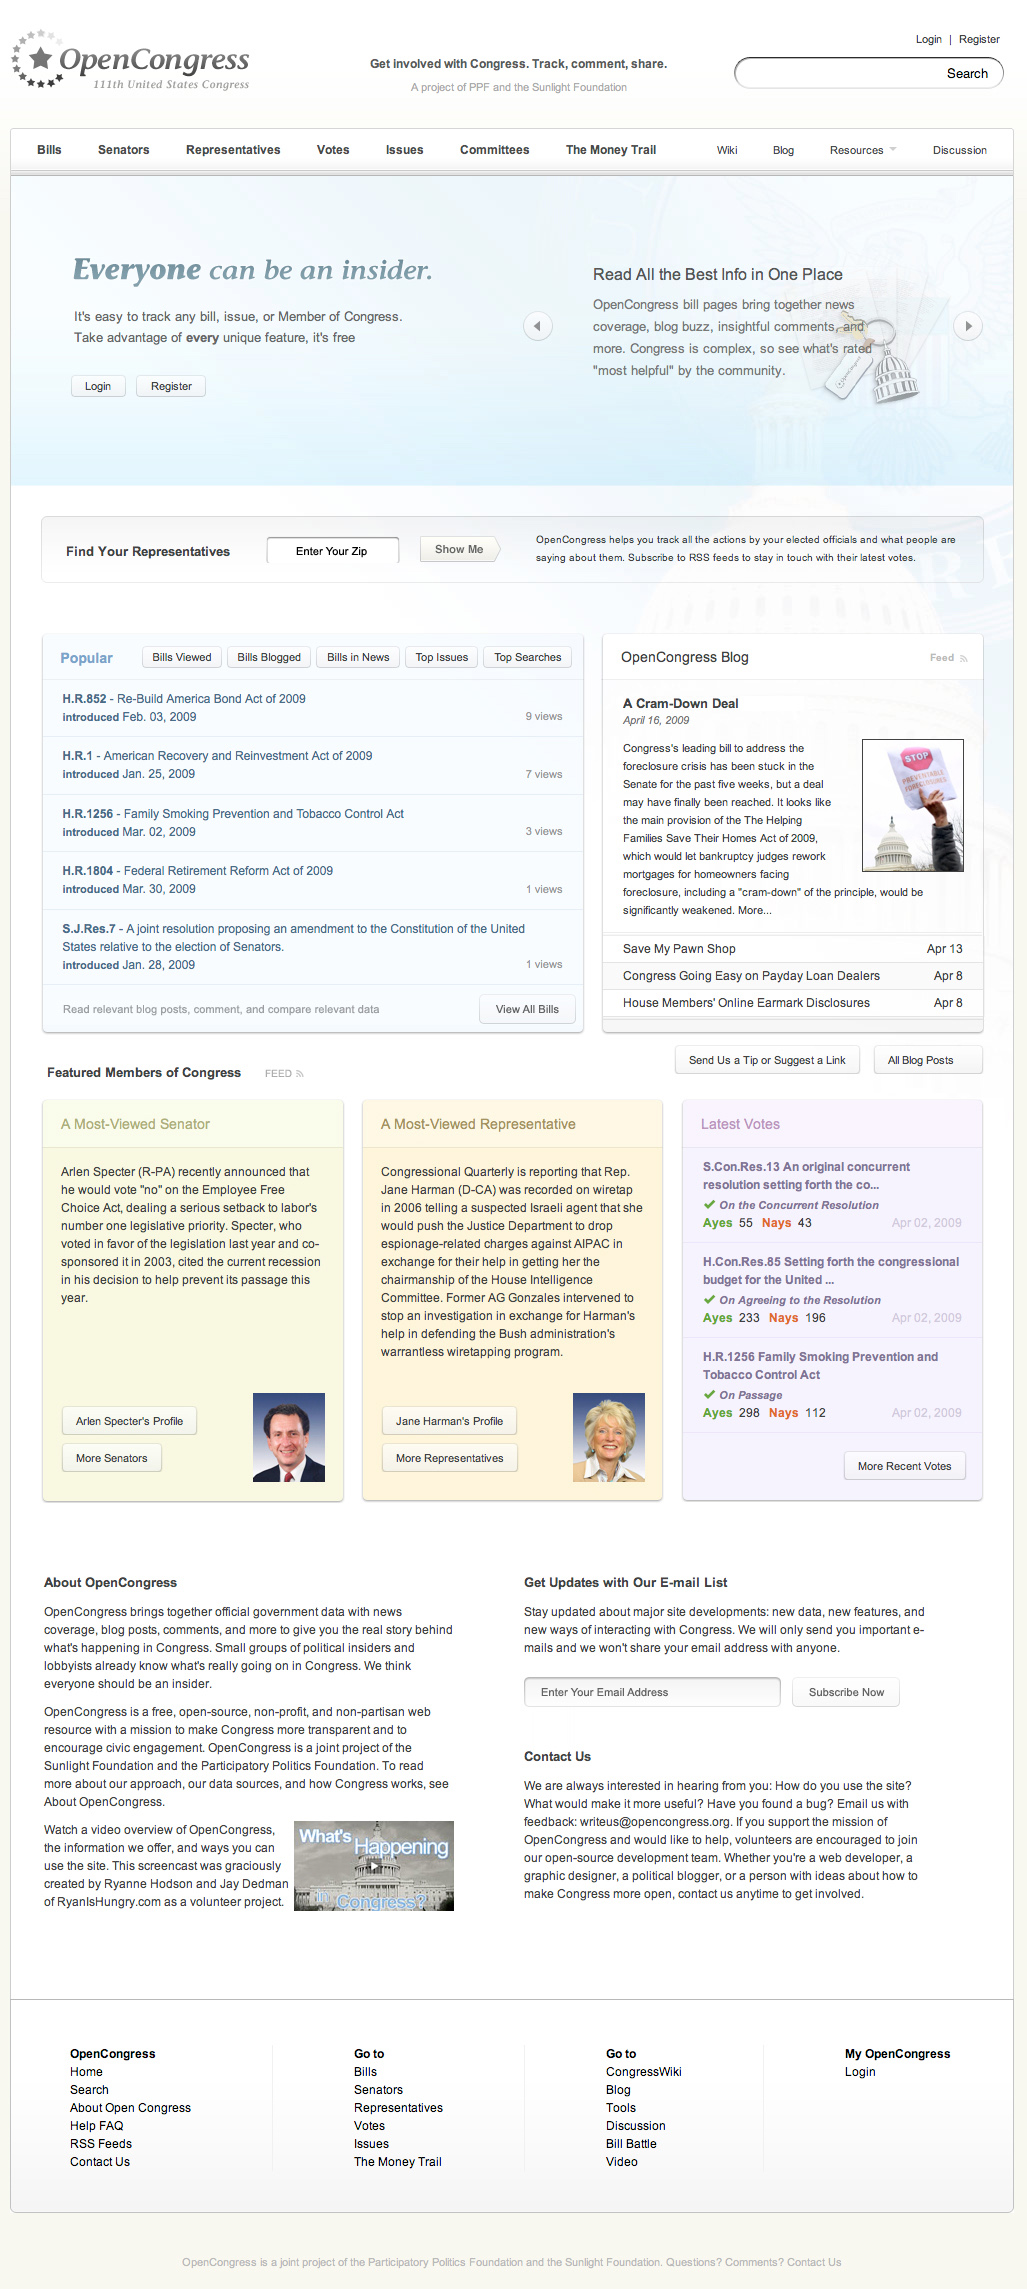 OpenCongress
111th United States Congress
Get involved with Congress. Track, comment, share.
A project of PPF and the Sunlight Foundation
Login | Register
Search
Bills Senators Representatives Votes Issues Committees The Money Trail Wiki Blog Resources Discussion
Everyone can be an insider.
It's easy to track any bill, issue, or Member of Congress.
Take advantage of every unique feature, it's free
Login Register
Read All the Best Info in One Place
OpenCongress bill pages bring together news
coverage, blog buzz, insightful comments, and
more. Congress is complex, so see what's rated
"most helpful" by the community.
OpenCongress
Find Your Representatives
Enter Your Zip
Show Me
OpenCongress helps you track all the actions by your elected officials and what people are
saying about them. Subscribe to RSS feeds to stay in touch with their latest votes.
Popular
Bills Viewed Bills Blogged Bills in News Top Issues Top Searches
H.R.852 - Re-Build America Bond Act of 2009
introduced Feb. 03, 2009 9 views
H.R.1 - American Recovery and Reinvestment Act of 2009
introduced Jan. 25, 2009 7 views
H.R.1256 - Family Smoking Prevention and Tobacco Control Act
introduced Mar. 02, 2009 3 views
H.R.1804 - Federal Retirement Reform Act of 2009
introduced Mar. 30, 2009 1 views
S.J.Res.7 - A joint resolution proposing an amendment to the Constitution of the United
States relative to the election of Senators.
introduced Jan. 28, 2009 1 views
Read relevant blog posts, comment, and compare relevant data
View All Bills
OpenCongress Blog
Feed
A Cram-Down Deal
April 16, 2009
Congress's leading bill to address the
foreclosure crisis has been stuck in the
Senate for the past five weeks, but a deal
may have finally been reached. It looks like
the main provision of the The Helping
Families Save Their Homes Act of 2009,
which would let bankruptcy judges rework
mortgages for homeowners facing
foreclosure, including a "cram-down" of the principle, would be
significantly weakened. More...
STOP
PREVENTABLE
FORECLOSURES
Save My Pawn Shop Apr 13
Congress Going Easy on Payday Loan Dealers Apr 8
House Members' Online Earmark Disclosures Apr 8
Send Us a Tip or Suggest a Link
All Blog Posts
Featured Members of Congress FEED
A Most-Viewed Senator
Arlen Specter (R-PA) recently announced that
he would vote "no" on the Employee Free
Choice Act, dealing a serious setback to labor's
number one legislative priority. Specter, who
voted in favor of the legislation last year and co-
sponsored it in 2003, cited the current recession
in his decision to help prevent its passage this
year.
Arlen Specter's Profile
More Senators
A Most-Viewed Representative
Congressional Quarterly is reporting that Rep.
Jane Harman (D-CA) was recorded on wiretap
in 2006 telling a suspected Israeli agent that she
would push the Justice Department to drop
espionage-related charges against AIPAC in
exchange for their help in getting her the
chairmanship of the House Intelligence
Committee. Former AG Gonzales intervened to
stop an investigation in exchange for Harman's
help in defending the Bush administration's
warrantless wiretapping program.
Jane Harman's Profile
More Representatives
Latest Votes
S.Con.Res.13 An original concurrent
resolution setting forth the co...
On the Concurrent Resolution
Ayes 55 Nays 43 Apr 02, 2009
H.Con.Res.85 Setting forth the congressional
budget for the United ...
On Agreeing to the Resolution
Ayes 233 Nays 196 Apr 02, 2009
H.R.1256 Family Smoking Prevention and
Tobacco Control Act
On Passage
Ayes 298 Nays 112 Apr 02, 2009
More Recent Votes
About OpenCongress
OpenCongress brings together official government data with news
coverage, blog posts, comments, and more to give you the real story behind
what's happening in Congress. Small groups of political insiders and
lobbyists already know what's really going on in Congress. We think
everyone should be an insider.
OpenCongress is a free, open-source, non-profit, and non-partisan web
resource with a mission to make Congress more transparent and to
encourage civic engagement. OpenCongress is a joint project of the
Sunlight Foundation and the Participatory Politics Foundation. To read
more about our approach, our data sources, and how Congress works, see
About OpenCongress.
Watch a video overview of OpenCongress,
the information we offer, and ways you can
use the site. This screencast was graciously
created by Ryanne Hodson and Jay Dedman
of RyanIsHungry.com as a volunteer project.
What's
Happening
in
Congress?
Get Updates with Our E-mail List
Stay updated about major site developments: new data, new features, and
new ways of interacting with Congress. We will only send you important e-
mails and we won't share your email address with anyone.
Enter Your Email Address
Subscribe Now
Contact Us
We are always interested in hearing from you: How do you use the site?
What would make it more useful? Have you found a bug? Email us with
feedback: writeus@opencongress.org. If you support the mission of
OpenCongress and would like to help, volunteers are encouraged to join
our open-source development team. Whether you're a web developer, a
graphic designer, a political blogger, or a person with ideas about how to
make Congress more open, contact us anytime to get involved.
OpenCongress
Home
Search
About Open Congress
Help FAQ
RSS Feeds
Contact Us
Go to
Bills
Senators
Representatives
Votes
Issues
The Money Trail
Go to
CongressWiki
Blog
Tools
Discussion
Bill Battle
Video
My OpenCongress
Login
OpenCongress is a joint project of the Participatory Politics Foundation and the Sunlight Foundation. Questions? Comments? Contact Us